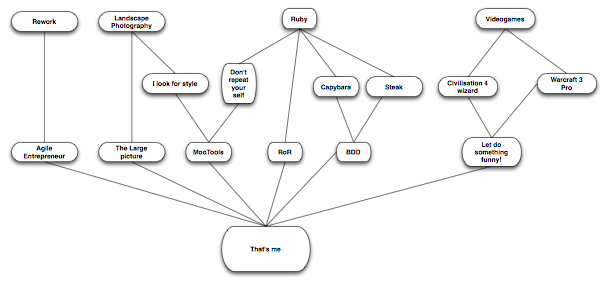 Rework
Landscape
Photography
Ruby
Videogames
I look for style
Don't
repeat
your
self
Capybara
Steak
Civilisation 4
wizard
Warcraft 3
Pro
Agile
Entrepreneur
The Large
picture
MooTools
RoR
BDD
Let do
something
funny!
That's me